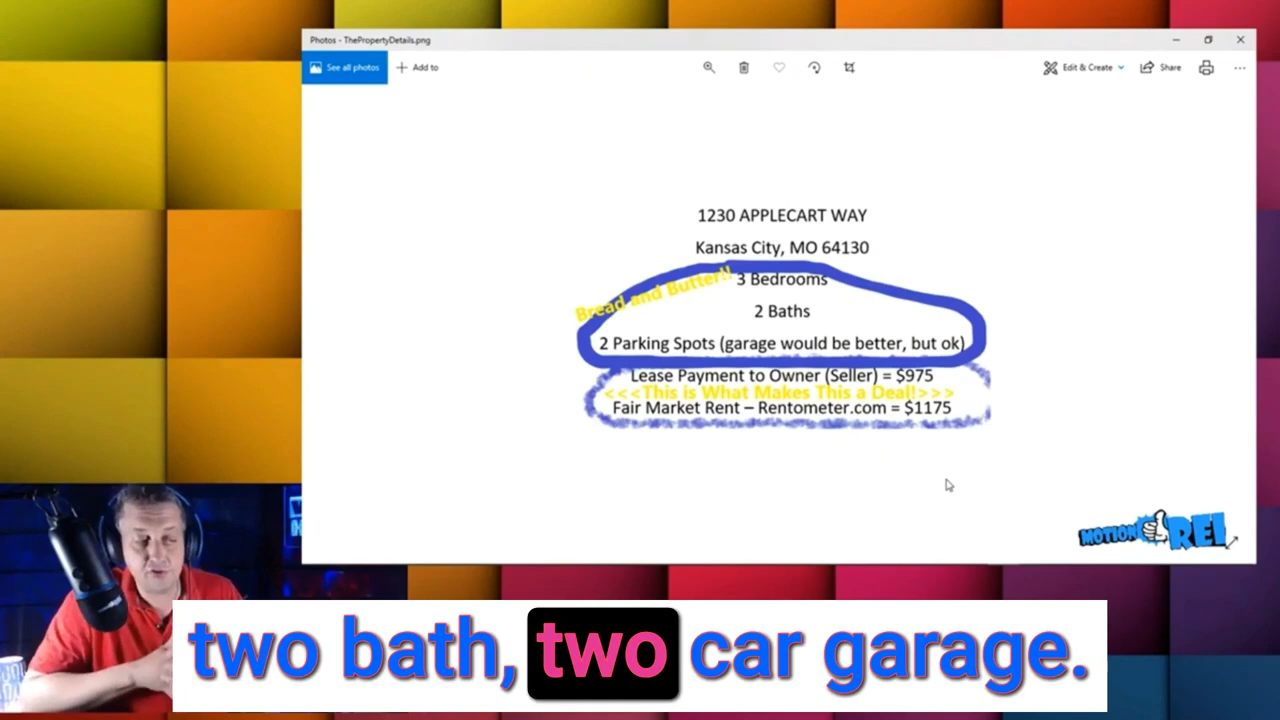 Photos - ThePropertyDetails.png
See all photos
Add to
Edit & Create
Share
1230 APPLECART WAY
Kansas City, MO 64130
Bread and Butter!!
3 Bedrooms
2 Baths
2 Parking Spots (garage would be better, but ok)
Lease Payment to Owner (Seller) = $975
<<<This is What Makes This a Deal!>>>
Fair Market Rent – Rentometer.com = $1175
MOTION REI
two bath, two car garage.